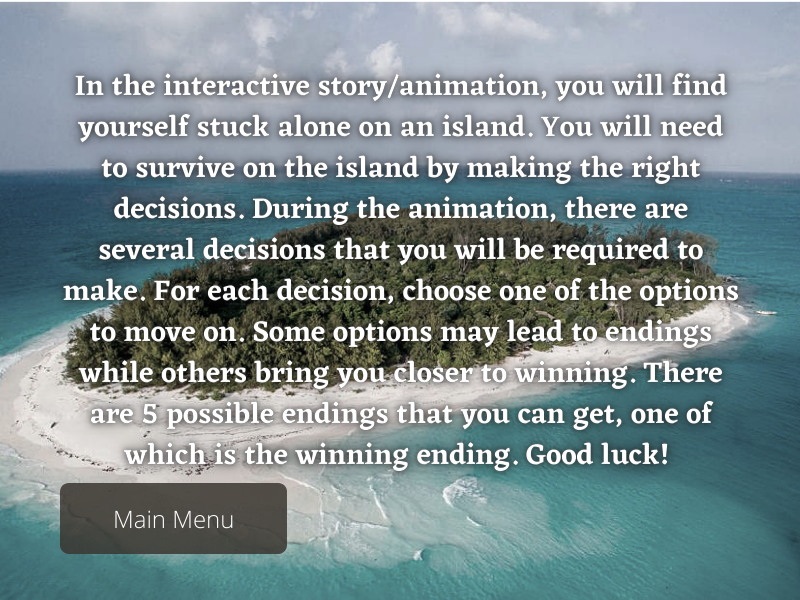 In the interactive story/animation, you will find
yourself stuck alone on an island. You will need
to survive on the island by making the right
decisions. During the animation, there are
several decisions that you will be required to
make. For each decision, choose one of the options
to move on. Some options may lead to endings
while others bring you closer to winning. There
are 5 possible endings that you can get, one of
which is the winning ending. Good luck!
Main Menu